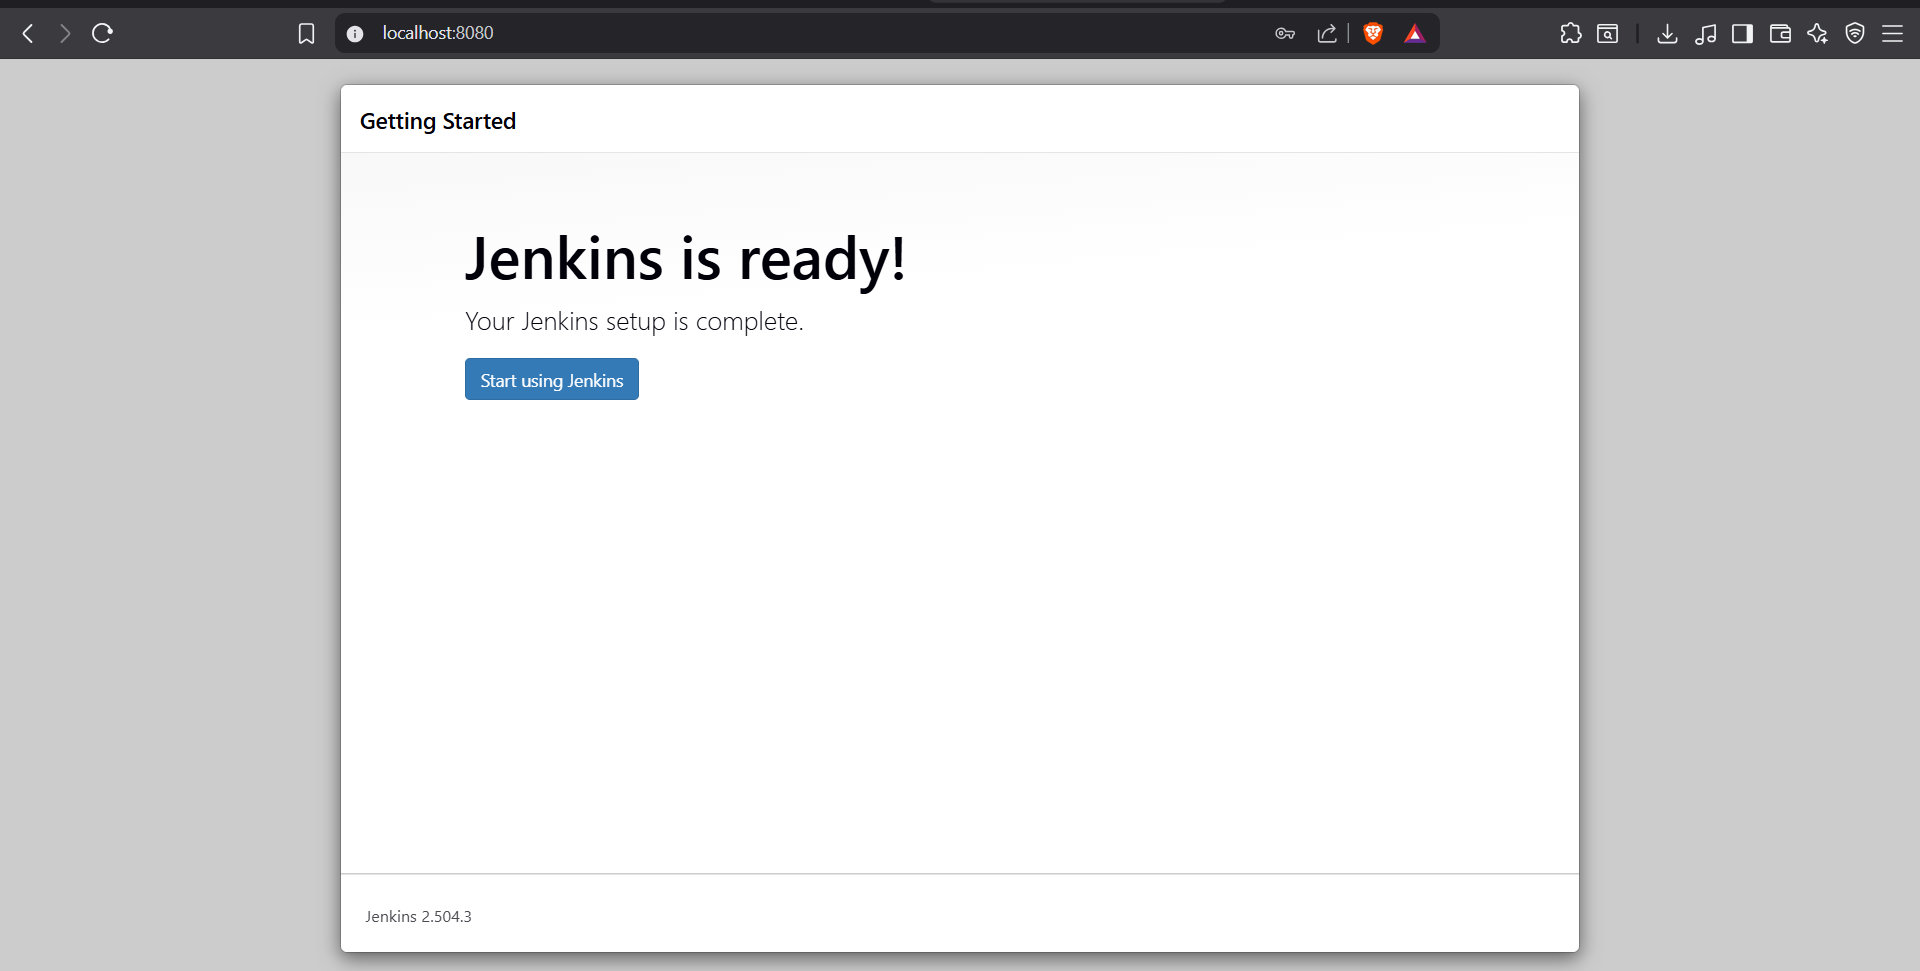 localhost:8080
Getting Started
Jenkins is ready!
Your Jenkins setup is complete.
Start using Jenkins
Jenkins 2.504.3